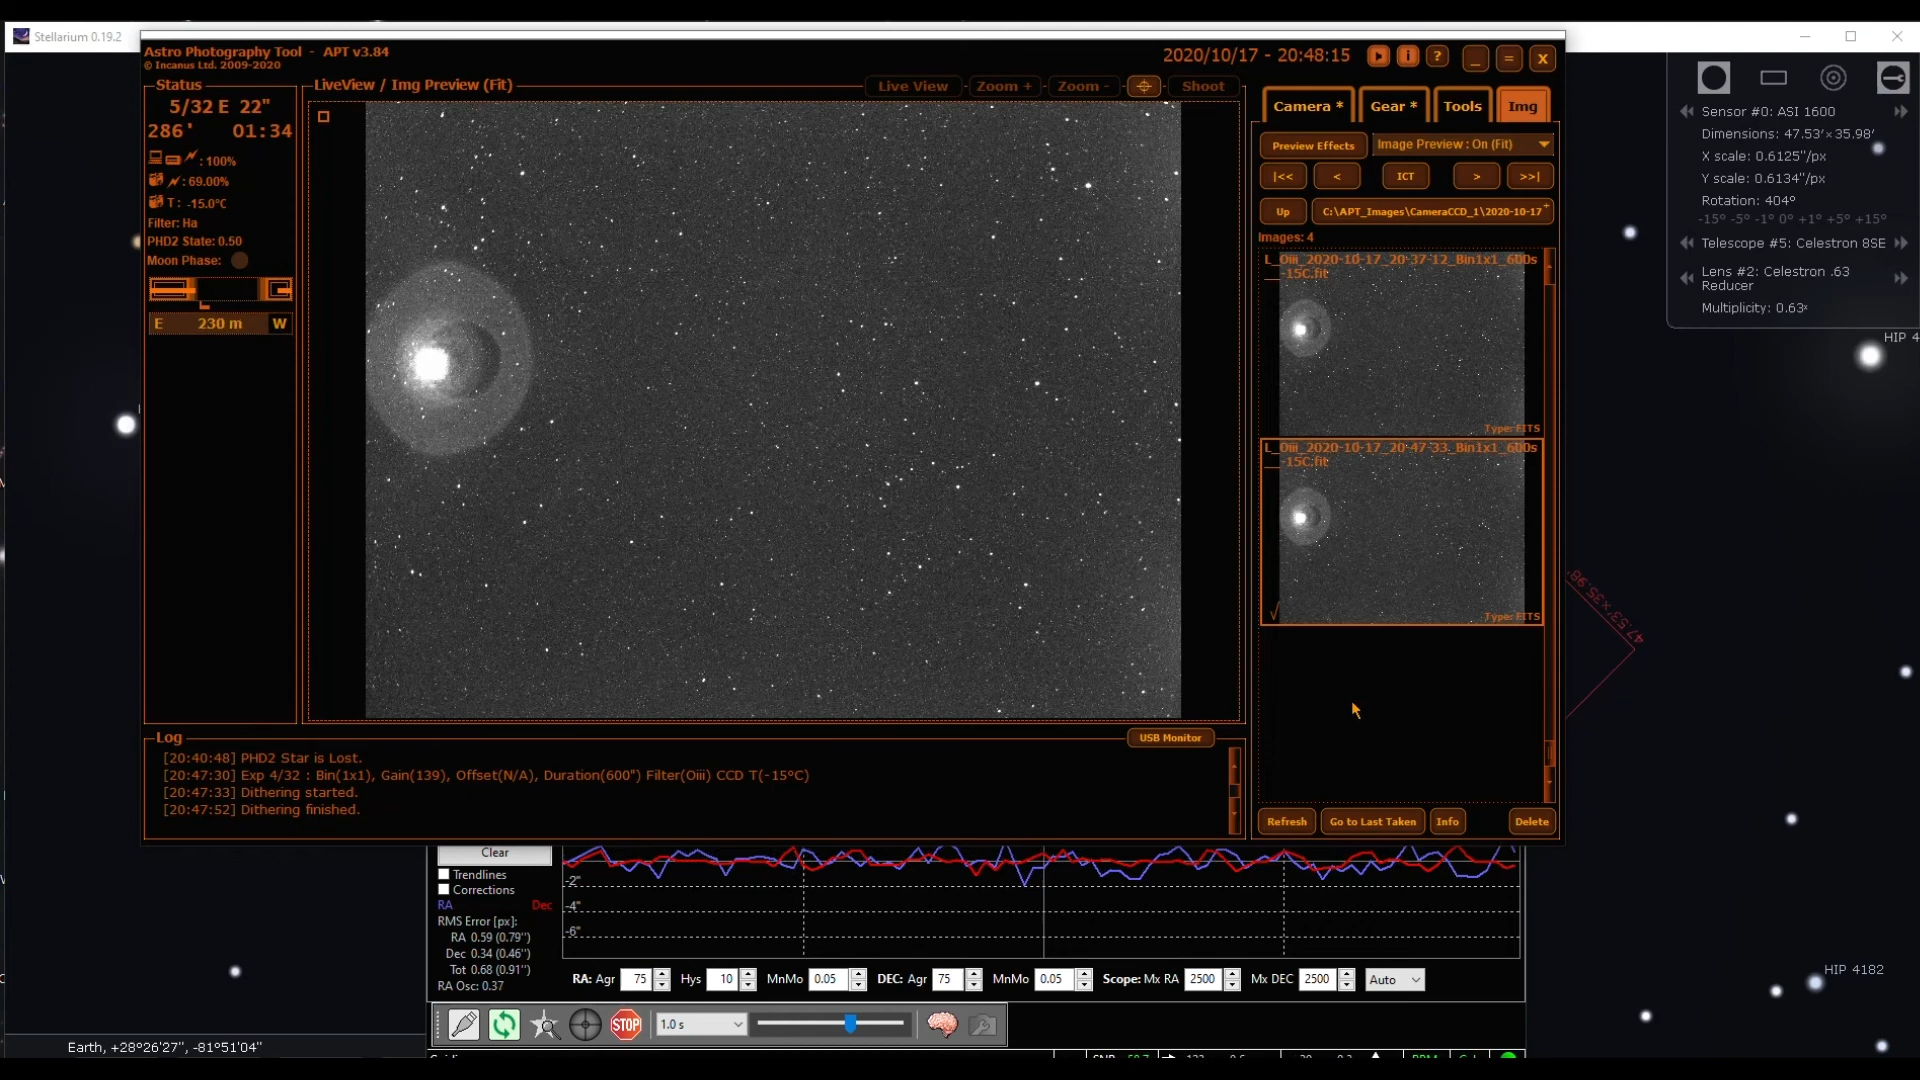 Stellarium 0.19.2
Astro Photography Tool - APT v3.84
© Incanus Ltd. 2009-2020
2020/10/17 - 20:48:15
?
_
=
X
Status
5/32 E 22"
286' 01:34
: 100%
: 69.00%
T: -15.0°C
Filter: Ha
PHD2 State: 0.50
Moon Phase:
E 230 m W
LiveView / Img Preview (Fit)
Live View
Zoom +
Zoom -
Shoot
Camera *
Gear *
Tools
Img
Preview Effects
Image Preview : On (Fit)
|<<
<
ICT
>
>>|
Up
C:\APT_Images\CameraCCD_1\2020-10-17
+
Images: 4
L_Oiii_2020-10-17_20-37-12_Bin1x1_600s
__-15C.fit
Type: FITS
L_Oiii_2020-10-17_20-47-33_Bin1x1_600s
__-15C.fit
√
Type: FITS
Refresh
Go to Last Taken
Info
Delete
Log
USB Monitor
[20:40:48] PHD2 Star is Lost.
[20:47:30] Exp 4/32 : Bin(1x1), Gain(139), Offset(N/A), Duration(600") Filter(Oiii) CCD T(-15ºC)
[20:47:33] Dithering started.
[20:47:52] Dithering finished.
Sensor #0: ASI 1600
Dimensions: 47.53′×35.98′
X scale: 0.6125"/px
Y scale: 0.6134"/px
Rotation: 404°
-15° -5° -1° 0° +1° +5° +15°
Telescope #5: Celestron 8SE
Lens #2: Celestron .63
Reducer
Multiplicity: 0.63ˣ
HIP 4
47.53′×35.98′
HIP 4182
Clear
Trendlines
Corrections
RA Dec
RMS Error [px]:
RA 0.59 (0.79")
Dec 0.34 (0.46")
Tot 0.68 (0.91")
RA Osc: 0.37
-2"
-4"
-6"
RA: Agr 75 Hys 10 MnMo 0.05 DEC: Agr 75 MnMo 0.05 Scope: Mx RA 2500 Mx DEC 2500 Auto
STOP
1.0 s
Earth, +28°26'27", -81°51'04"